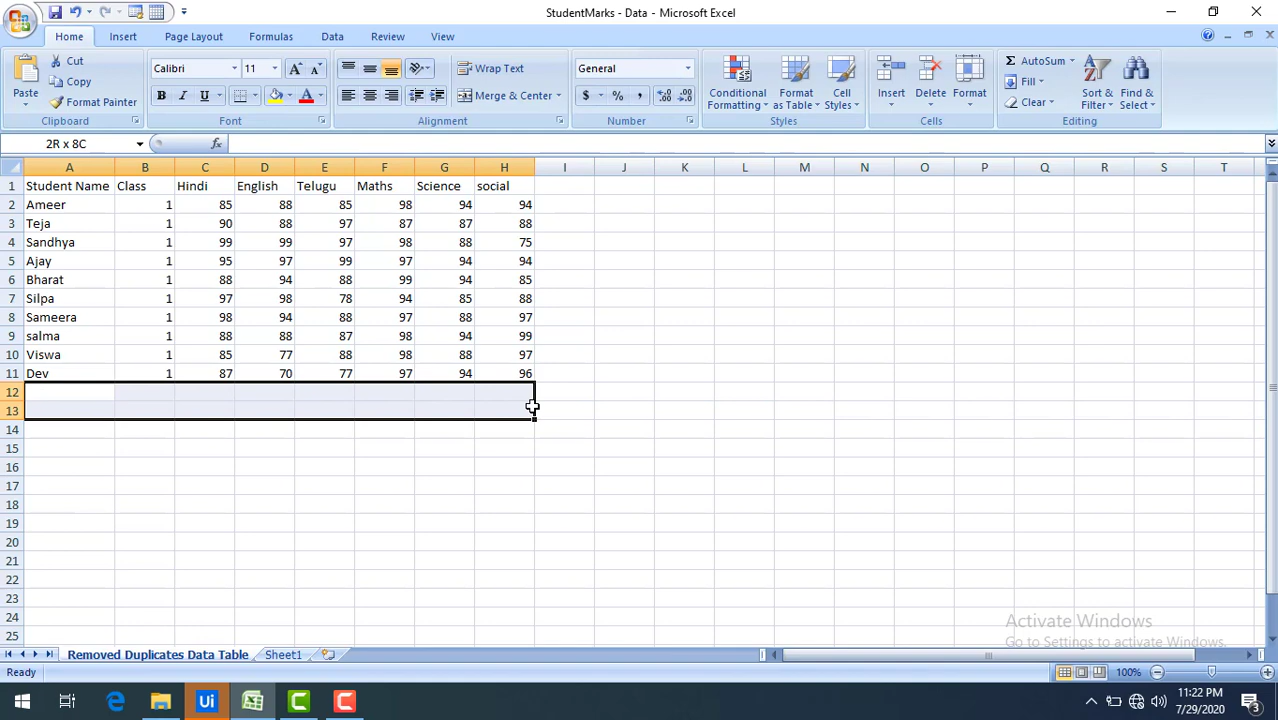 StudentMarks - Data - Microsoft Excel
Home Insert Page Layout Formulas Data Review View
Paste
Cut
Copy
Format Painter
Clipboard
Calibri 11
B I U
Font
Wrap Text
Merge & Center
Alignment
General
$ % ,
Number
Conditional Formatting
Format as Table
Cell Styles
Styles
Insert
Delete
Format
Cells
AutoSum
Fill
Clear
Sort & Filter
Find & Select
Editing
2R x 8C fx
A B C D E F G H I J K L M N O P Q R S T
1 Student Name Class Hindi English Telugu Maths Science social
2 Ameer 1 85 88 85 98 94 94
3 Teja 1 90 88 97 87 87 88
4 Sandhya 1 99 99 97 98 88 75
5 Ajay 1 95 97 99 97 94 94
6 Bharat 1 88 94 88 99 94 85
7 Silpa 1 97 98 78 94 85 88
8 Sameera 1 98 94 88 97 88 97
9 salma 1 88 88 87 98 94 99
10 Viswa 1 85 77 88 98 88 97
11 Dev 1 87 70 77 97 94 96
12
13
14
15
16
17
18
19
20
21
22
23
24
25
Activate Windows
Go to Settings to activate Windows.
Removed Duplicates Data Table Sheet1
Ready 100%
Ui
11:22 PM
7/29/2020
3